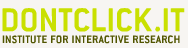 DONTCLICK.IT
INSTITUTE FOR INTERACTIVE RESEARCH